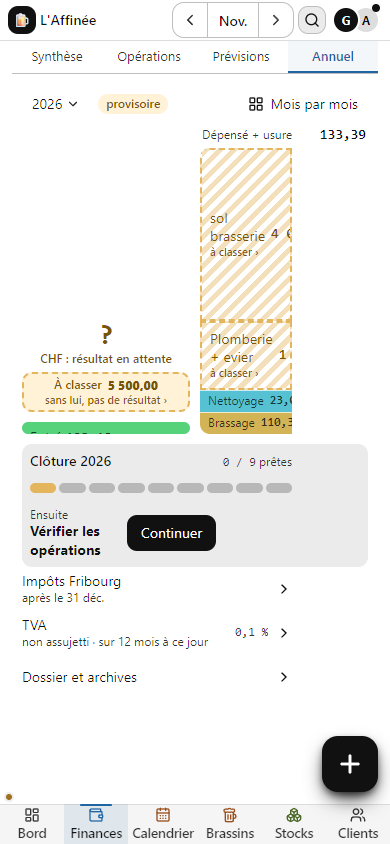 L'Affinée
Nov.
G
A
Synthèse
Opérations
Prévisions
Annuel
2026
provisoire
Mois par mois
Dépensé + usure
133,39
sol
brasserie
à classer ›
?
CHF : résultat en attente
À classer 5 500,00
sans lui, pas de résultat ›
Plomberie
+ evier
à classer ›
Nettoyage
Brassage
Clôture 2026
0 / 9 prêtes
Ensuite
Vérifier les
opérations
Continuer
Impôts Fribourg
après le 31 déc.
TVA
non assujetti · sur 12 mois à ce jour
0,1 %
Dossier et archives
Bord
Finances
Calendrier
Brassins
Stocks
Clients